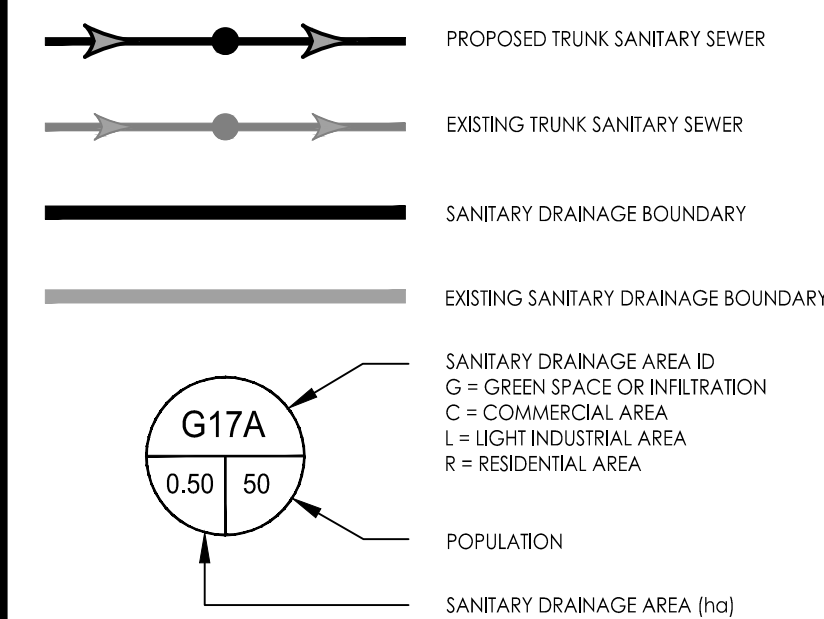 PROPOSED TRUNK SANITARY SEWER
EXISTING TRUNK SANITARY SEWER
SANITARY DRAINAGE BOUNDARY
EXISTING SANITARY DRAINAGE BOUNDARY
SANITARY DRAINAGE AREA ID
G = GREEN SPACE OR INFILTRATION
C = COMMERCIAL AREA
L = LIGHT INDUSTRIAL AREA
R = RESIDENTIAL AREA
G17A
0.50 50
POPULATION
SANITARY DRAINAGE AREA (ha)